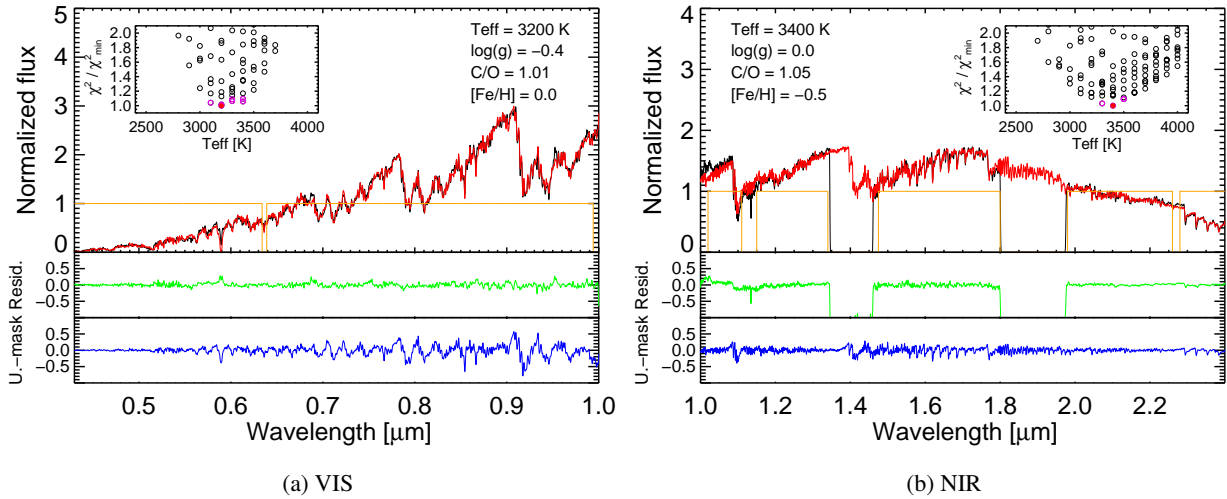 Teff = 3200 K
log(g) = −0.4
C/O = 1.01
[Fe/H] = 0.0
χ² / χ²min
2.0
1.8
1.6
1.4
1.2
1.0
2400 3000 3500 4100
Teff [K]
Normalized flux
5
4
3
2
1
0
Resid.
0.5
0.0
−0.5
U.−mask
0.5
0.0
−0.5
0.5 0.6 0.7 0.8 0.9 1.0
Wavelength [μm]
(a) VIS
Teff = 3400 K
log(g) = 0.0
C/O = 1.05
[Fe/H] = −0.5
χ² / χ²min
2.0
1.8
1.6
1.4
1.2
1.0
2400 3000 3500 4100
Teff [K]
Normalized flux
4
3
2
1
0
Resid.
0.5
0.0
−0.5
U.−mask
0.5
0.0
−0.5
1.0 1.2 1.4 1.6 1.8 2.0 2.2
Wavelength [μm]
(b) NIR